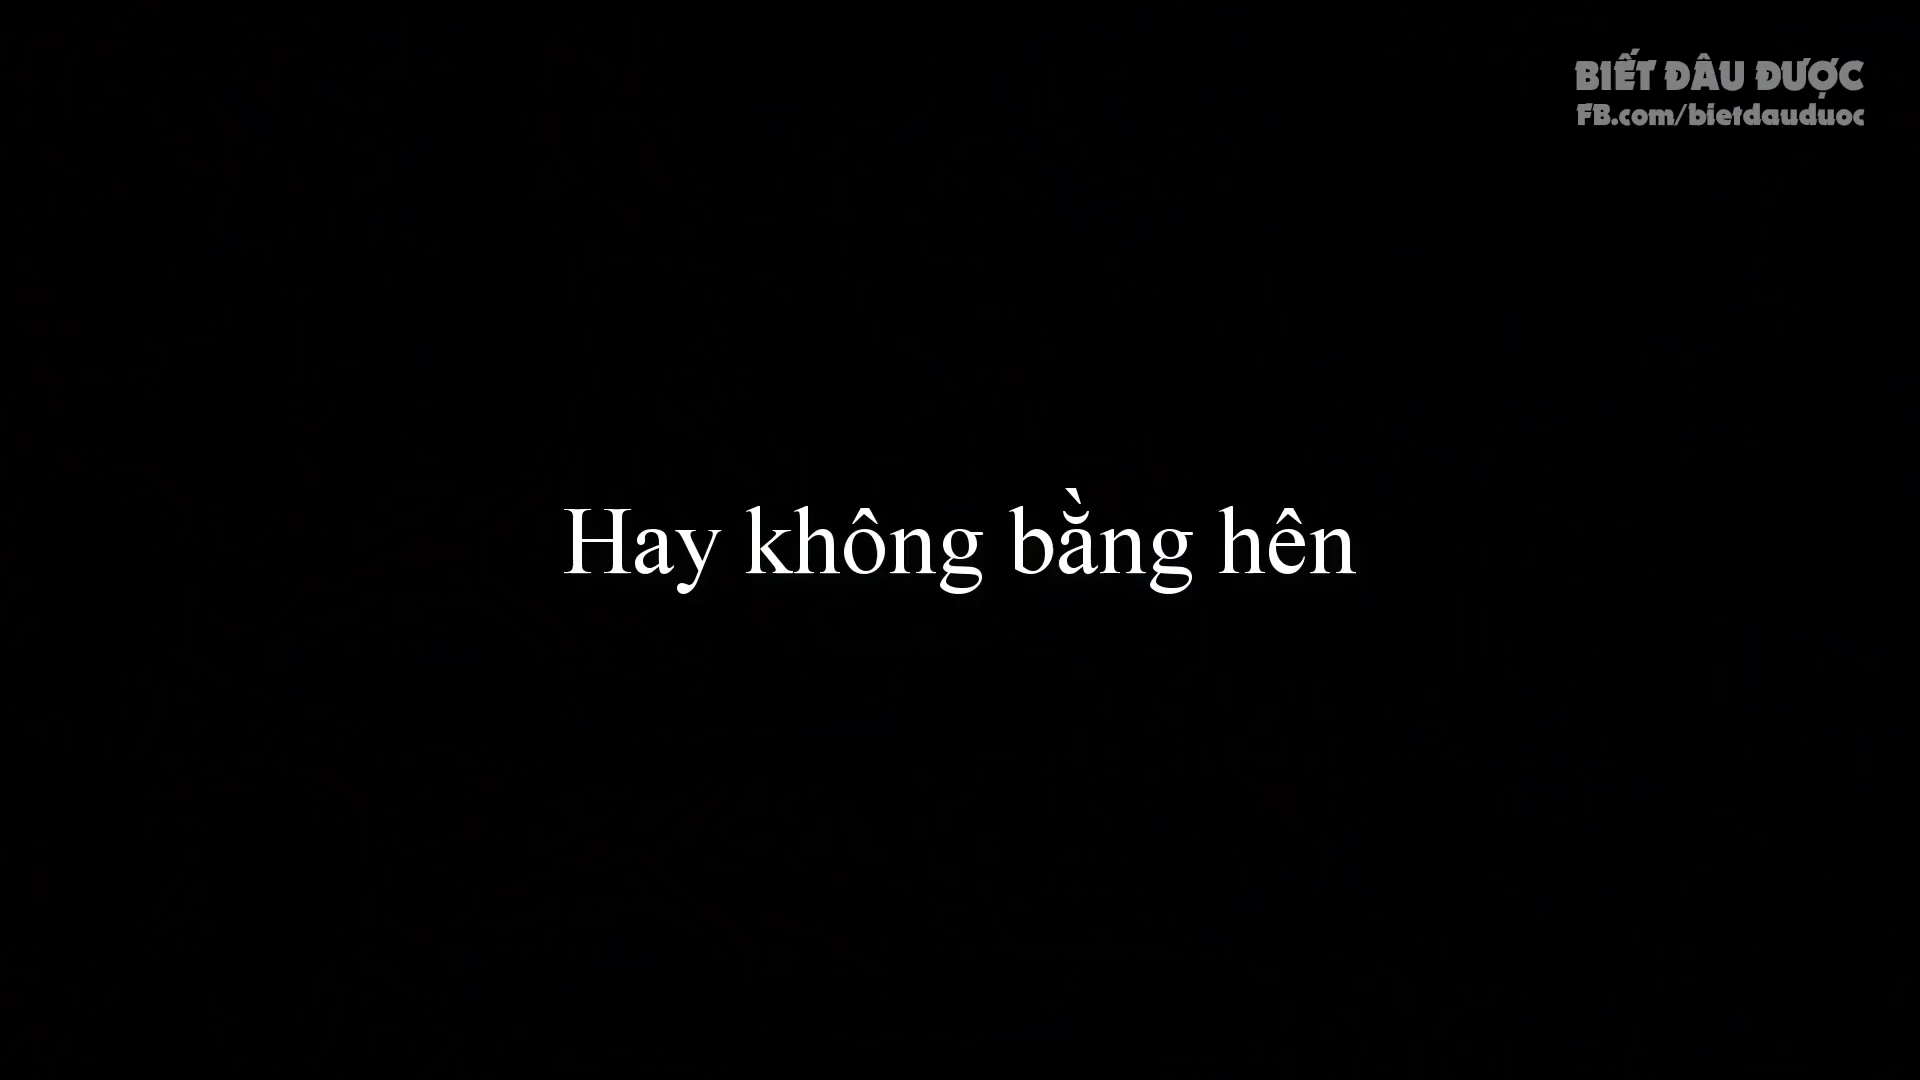 BIẾT ĐÂU ĐƯỢC
FB.com/bietdauduoc
Hay không bằng hên